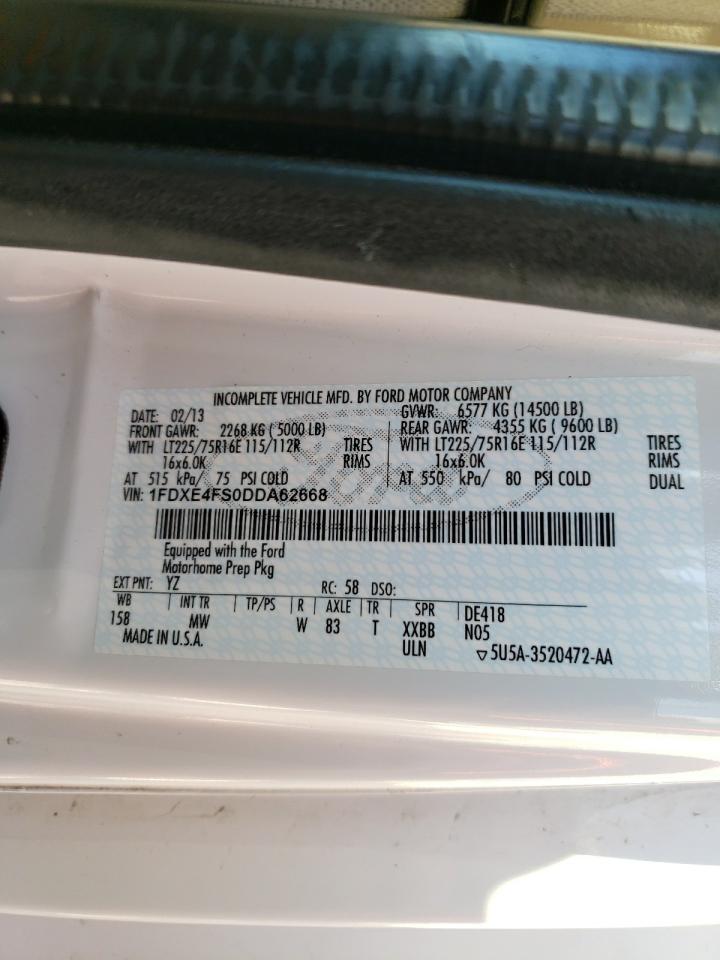 INCOMPLETE VEHICLE MFD. BY FORD MOTOR COMPANY
DATE: 02/13 GVWR: 6577 KG (14500 LB)
FRONT GAWR: 2268 KG ( 5000 LB) REAR GAWR: 4355 KG ( 9600 LB)
WITH LT225/75R16E 115/112R TIRES WITH LT225/75R16E 115/112R TIRES
16x6.0K RIMS 16x6.0K RIMS
AT 515 kPa/ 75 PSI COLD AT 550 kPa/ 80 PSI COLD DUAL
VIN: 1FDXE4FS0DDA62668
Equipped with the Ford
Motorhome Prep Pkg
EXT PNT: YZ RC: 58 DSO:
WB INT TR TP/PS R AXLE TR SPR DE418
158 MW W 83 T XXBB N05
MADE IN U.S.A. ULN ▽5U5A-3520472-AA
Ford